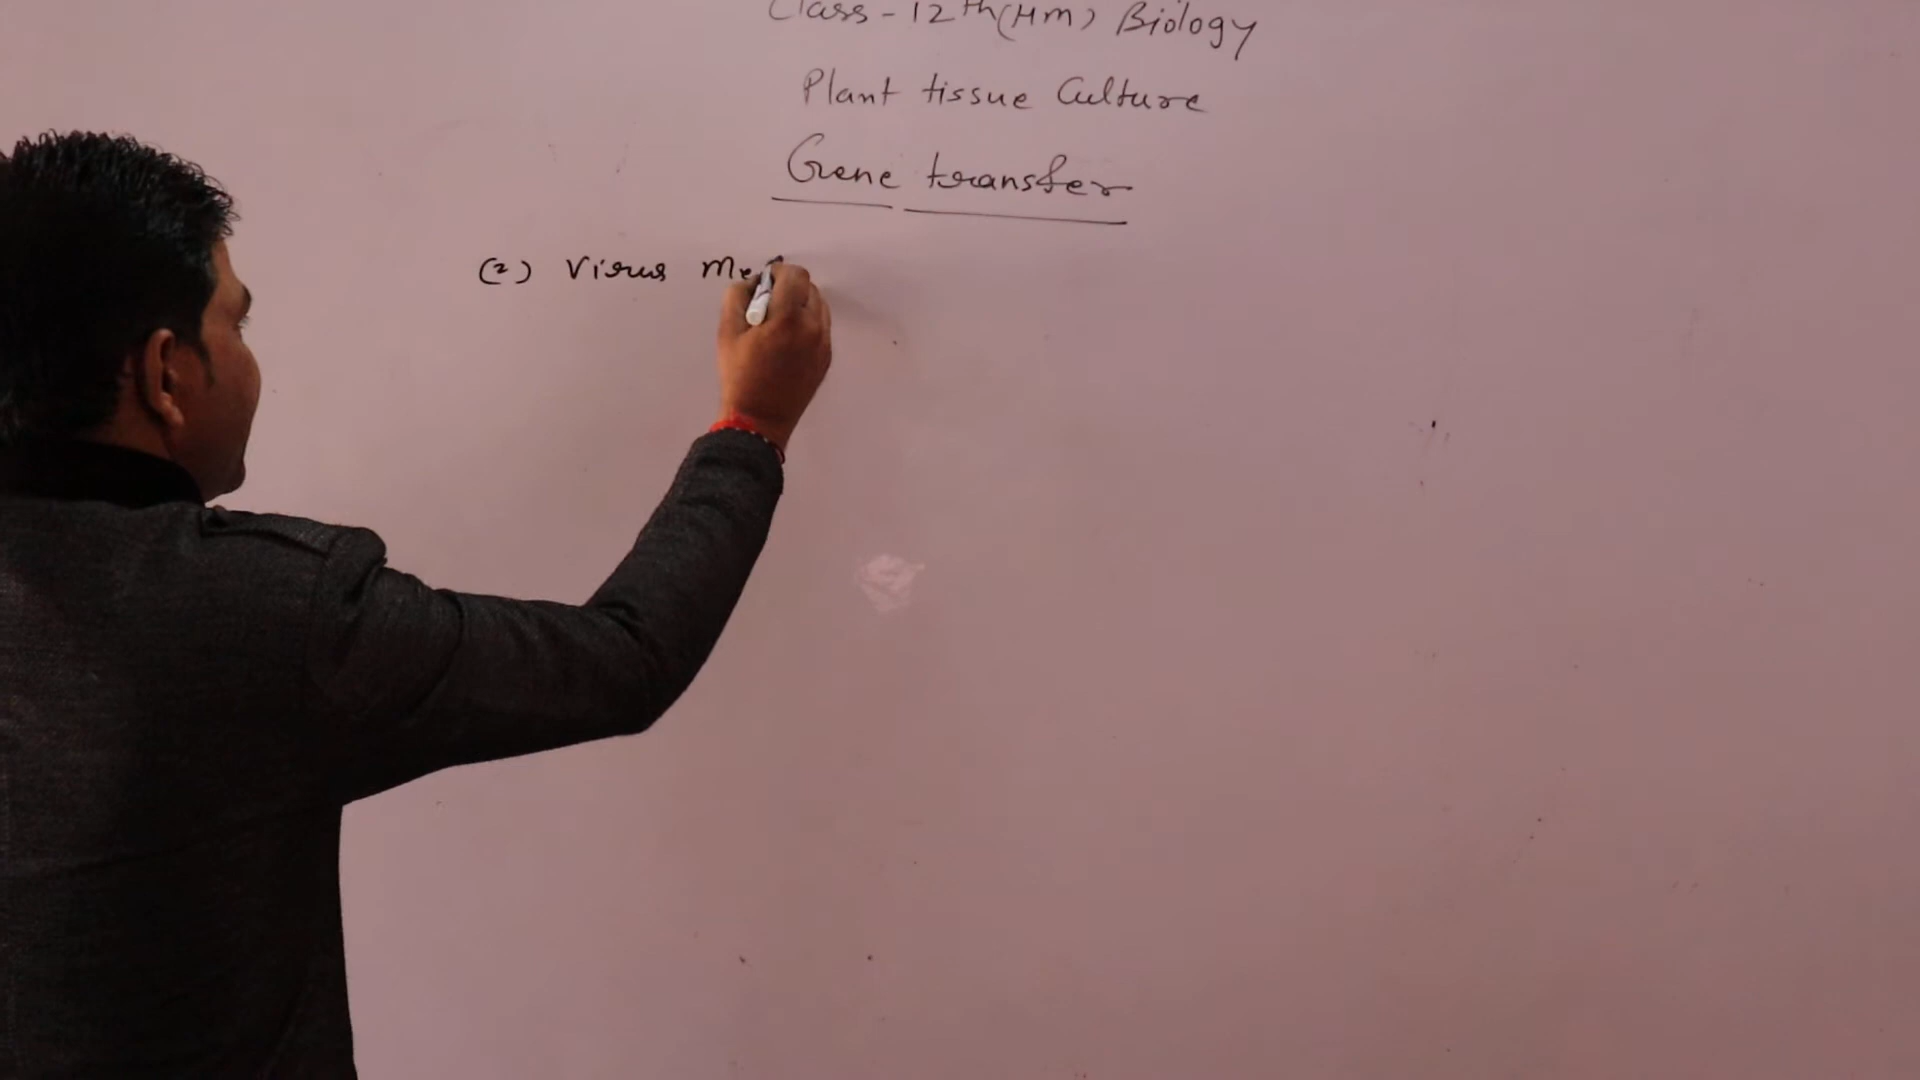 Class - 12th (HM) Biology
Plant tissue Culture
Gene transfer
(2) Virus Me